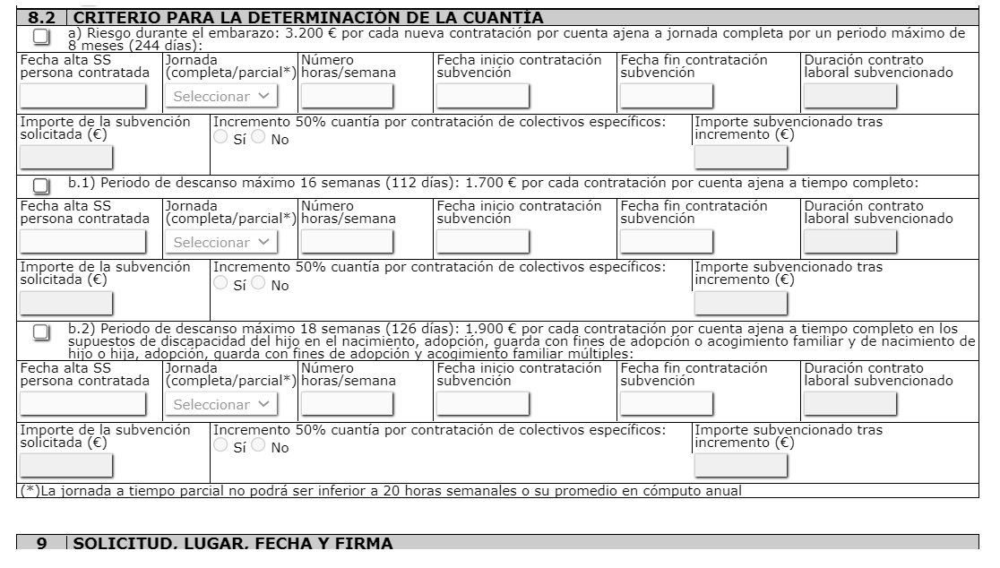 8.2 CRITERIO PARA LA DETERMINACIÓN DE LA CUANTÍA
a) Riesgo durante el embarazo: 3.200 € por cada nueva contratación por cuenta ajena a jornada completa por un periodo máximo de
8 meses (244 días):
Fecha alta SS Jornada Número Fecha inicio contratación Fecha fin contratación Duración contrato
persona contratada (completa/parcial*) horas/semana subvención subvención laboral subvencionado
Seleccionar
Importe de la subvención Incremento 50% cuantía por contratación de colectivos específicos: Importe subvencionado tras
solicitada (€) Sí No incremento (€)
b.1) Periodo de descanso máximo 16 semanas (112 días): 1.700 € por cada contratación por cuenta ajena a tiempo completo:
Fecha alta SS Jornada Número Fecha inicio contratación Fecha fin contratación Duración contrato
persona contratada (completa/parcial*) horas/semana subvención subvención laboral subvencionado
Seleccionar
Importe de la subvención Incremento 50% cuantía por contratación de colectivos específicos: Importe subvencionado tras
solicitada (€) Sí No incremento (€)
b.2) Periodo de descanso máximo 18 semanas (126 días): 1.900 € por cada contratación por cuenta ajena a tiempo completo en los
supuestos de discapacidad del hijo en el nacimiento, adopción, guarda con fines de adopción o acogimiento familiar y de nacimiento de
hijo o hija, adopción, guarda con fines de adopción y acogimiento familiar múltiples:
Fecha alta SS Jornada Número Fecha inicio contratación Fecha fin contratación Duración contrato
persona contratada (completa/parcial*) horas/semana subvención subvención laboral subvencionado
Seleccionar
Importe de la subvención Incremento 50% cuantía por contratación de colectivos específicos: Importe subvencionado tras
solicitada (€) Sí No incremento (€)
(*)La jornada a tiempo parcial no podrá ser inferior a 20 horas semanales o su promedio en cómputo anual
9 SOLICITUD, LUGAR, FECHA Y FIRMA